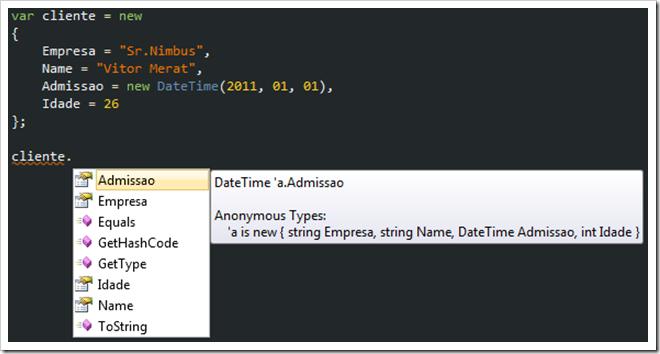 var cliente = new
{
    Empresa = "Sr.Nimbus",
    Name = "Vitor Merat",
    Admissao = new DateTime(2011, 01, 01),
    Idade = 26
};
cliente.
Admissao
Empresa
Equals
GetHashCode
GetType
Idade
Name
ToString
DateTime 'a.Admissao
Anonymous Types:
    'a is new { string Empresa, string Name, DateTime Admissao, int Idade }